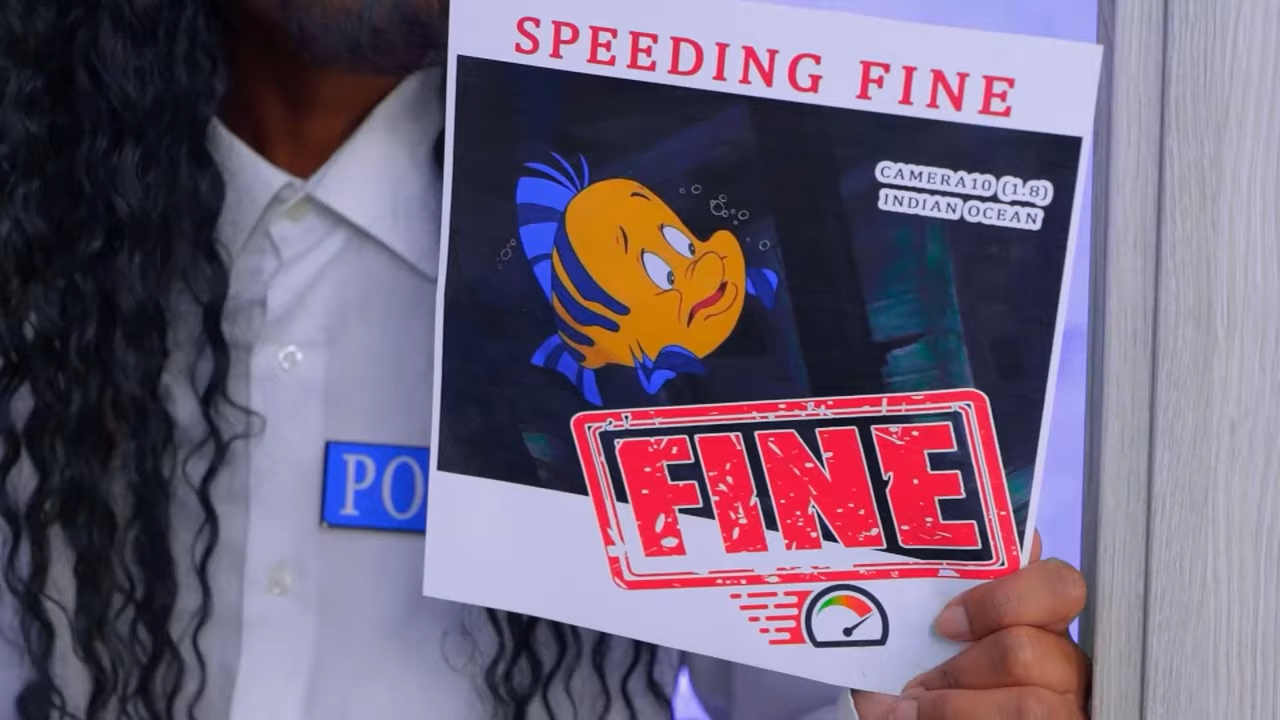 SPEEDING FINE
CAMERA10 (1.8)
INDIAN OCEAN
FINE
PO